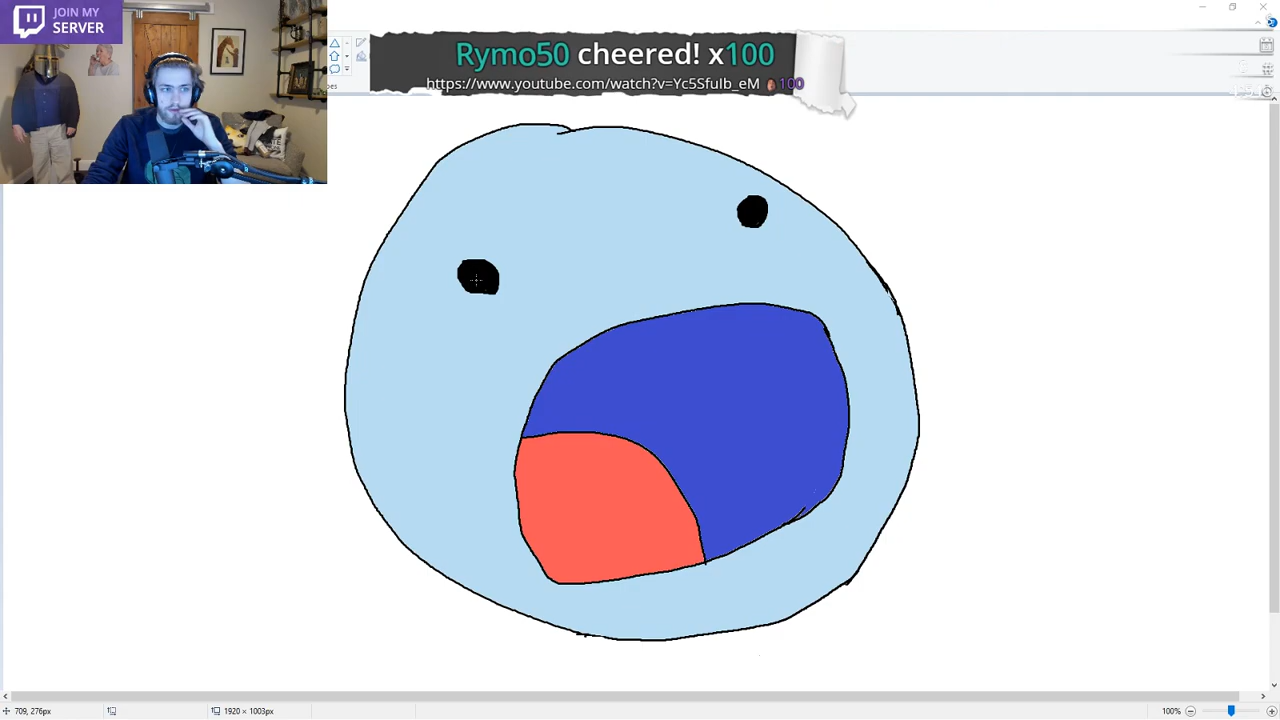 JOIN MY
SERVER
Rymo50 cheered! x100
https://www.youtube.com/watch?v=Yc5SfuIb_eM 100
709, 276px
1920 × 1003px
100%